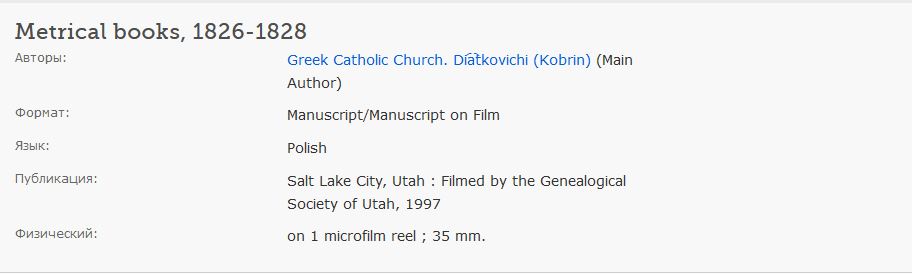 Metrical books, 1826-1828
Авторы:
Greek Catholic Church. Di͡atkovichi (Kobrin) (Main
Author)
Формат:
Manuscript/Manuscript on Film
Язык:
Polish
Публикация:
Salt Lake City, Utah : Filmed by the Genealogical
Society of Utah, 1997
Физический:
on 1 microfilm reel ; 35 mm.